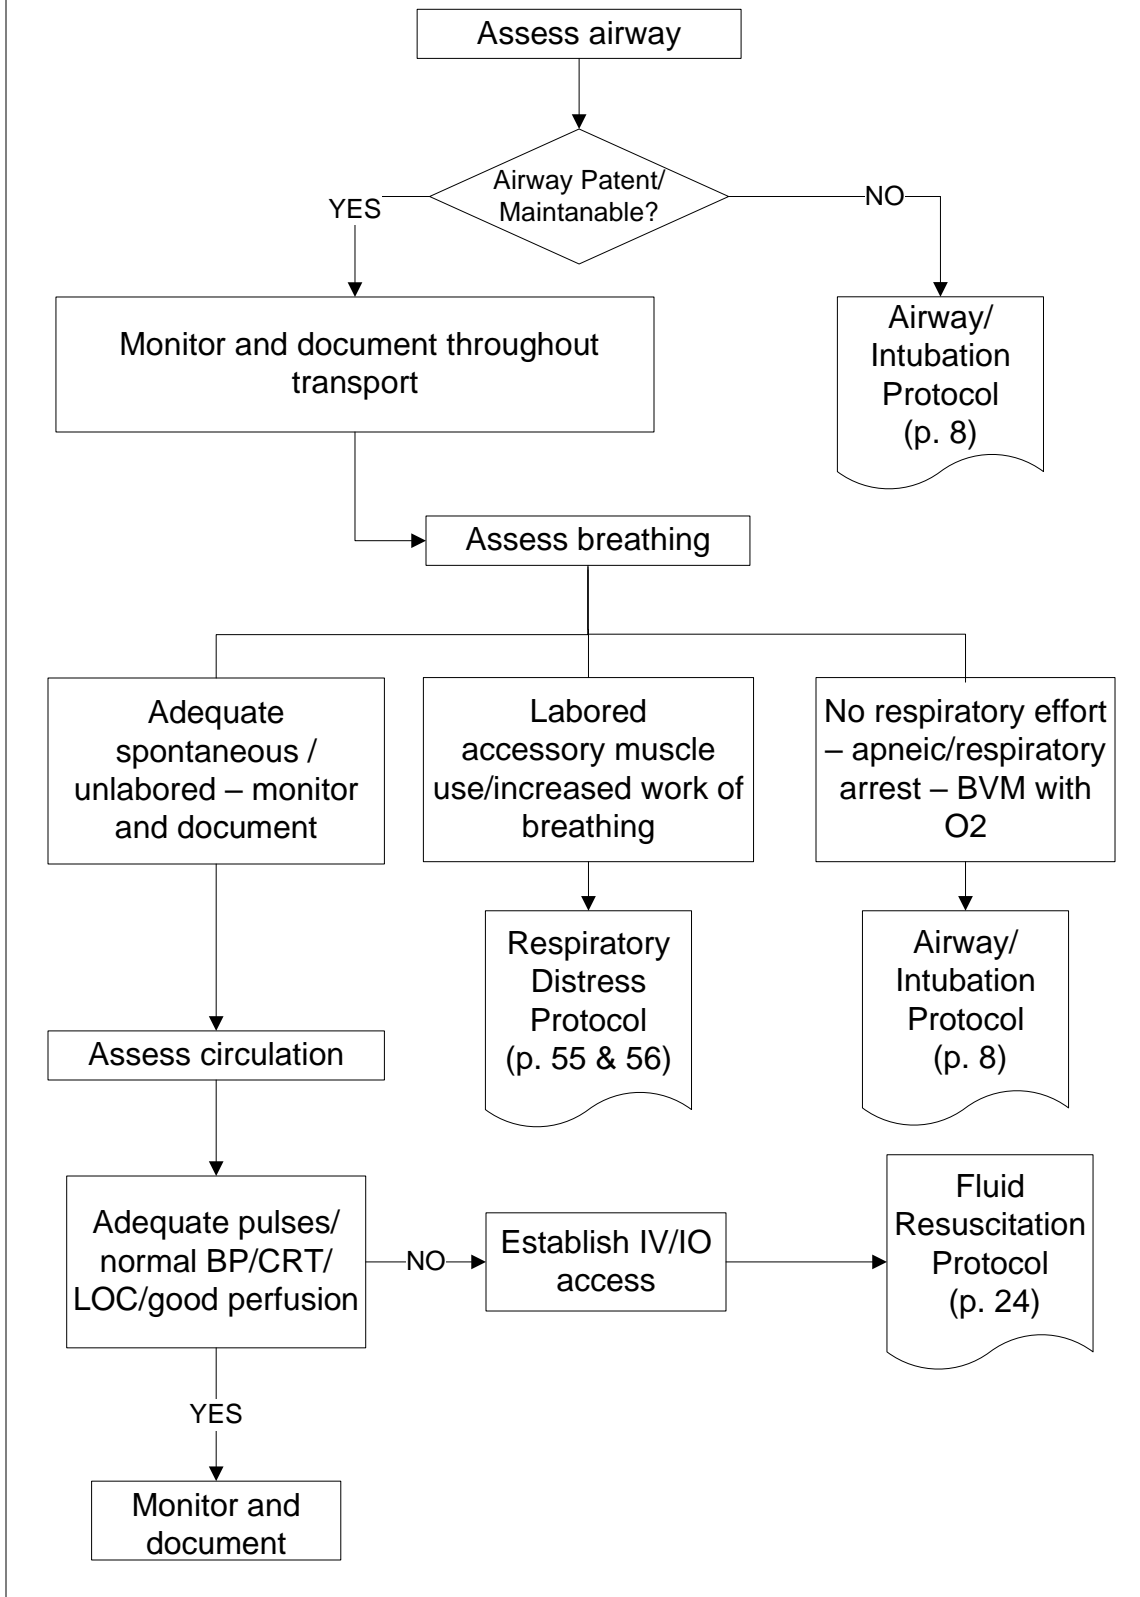 Assess airway
Airway Patent/
Maintanable?
YES
NO
Monitor and document throughout
transport
Airway/
Intubation
Protocol
(p. 8)
Assess breathing
Adequate
spontaneous /
unlabored – monitor
and document
Labored
accessory muscle
use/increased work of
breathing
No respiratory effort
– apneic/respiratory
arrest – BVM with
O2
Respiratory
Distress
Protocol
(p. 55 & 56)
Airway/
Intubation
Protocol
(p. 8)
Assess circulation
Adequate pulses/
normal BP/CRT/
LOC/good perfusion
NO
Establish IV/IO
access
Fluid
Resuscitation
Protocol
(p. 24)
YES
Monitor and
document